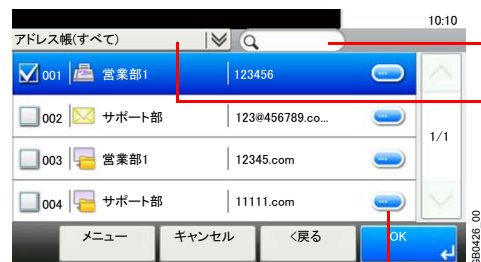 10:10
アドレス帳(すべて)
001 営業部1 123456
002 サポート部 123@456789.co...
1/1
003 営業部1 12345.com
004 サポート部 11111.com
メニュー キャンセル <戻る OK